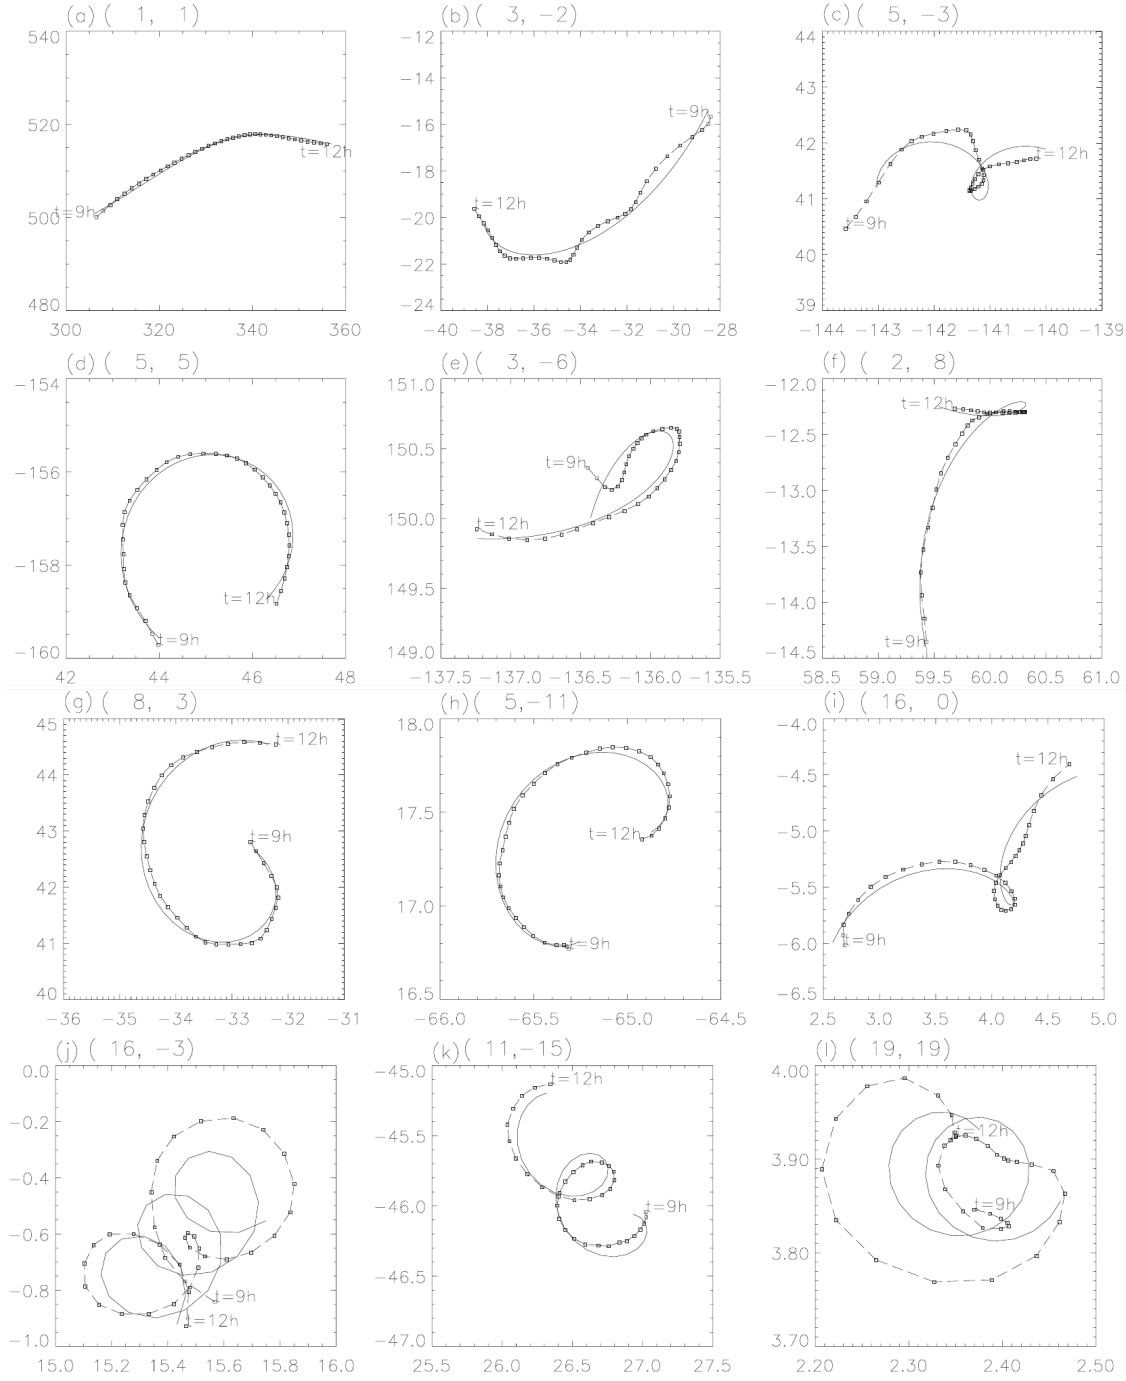 (a) ( 1, 1)
540
520
500
480
300 320 340 360
t=9h
t=12h
(b) ( 3, −2)
−12
−14
−16
−18
−20
−22
−24
−40 −38 −36 −34 −32 −30 −28
t=9h
t=12h
(c) ( 5, −3)
44
43
42
41
40
39
−144 −143 −142 −141 −140 −139
t=12h
t=9h
(d) ( 5, 5)
−154
−156
−158
−160
42 44 46 48
t=12h
t=9h
(e) ( 3, −6)
151.0
150.5
150.0
149.5
149.0
−137.5 −137.0 −136.5 −136.0 −135.5
t=9h
t=12h
(f) ( 2, 8)
−12.0
−12.5
−13.0
−13.5
−14.0
−14.5
58.5 59.0 59.5 60.0 60.5 61.0
t=12h
t=9h
(g) ( 8, 3)
45
44
43
42
41
40
−36 −35 −34 −33 −32 −31
t=12h
t=9h
(h) ( 5,−11)
18.0
17.5
17.0
16.5
−66.0 −65.5 −65.0 −64.5
t=12h
t=9h
(i) ( 16, 0)
−4.0
−4.5
−5.0
−5.5
−6.0
−6.5
2.5 3.0 3.5 4.0 4.5 5.0
t=12h
t=9h
(j) ( 16, −3)
0.0
−0.2
−0.4
−0.6
−0.8
−1.0
15.0 15.2 15.4 15.6 15.8 16.0
t=9h
t=12h
(k) ( 11,−15)
−45.0
−45.5
−46.0
−46.5
−47.0
25.5 26.0 26.5 27.0 27.5
t=12h
t=9h
(l) ( 19, 19)
4.00
3.90
3.80
3.70
2.20 2.30 2.40 2.50
t=12h
t=9h